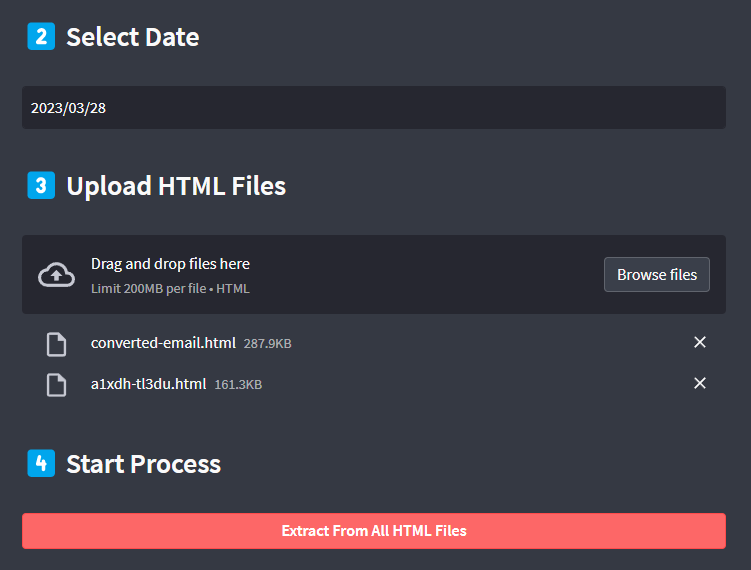 2 Select Date
2023/03/28
3 Upload HTML Files
Drag and drop files here
Limit 200MB per file • HTML
Browse files
converted-email.html 287.9KB
a1xdh-tl3du.html 161.3KB
4 Start Process
Extract From All HTML Files